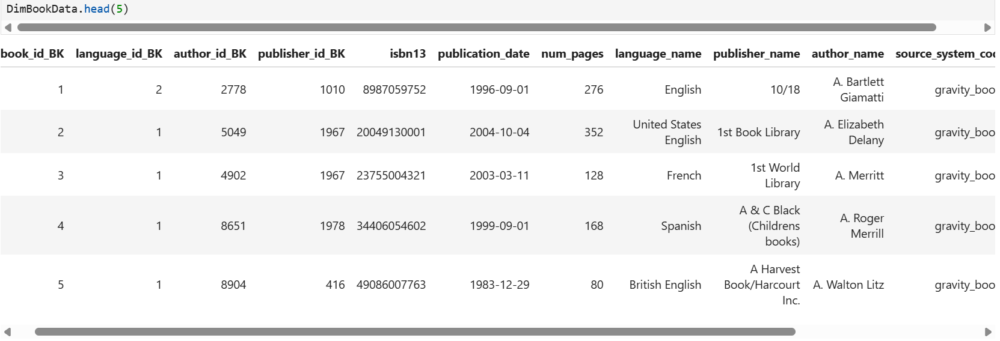 DimBookData.head(5)
book_id_BK language_id_BK author_id_BK publisher_id_BK isbn13 publication_date num_pages language_name publisher_name author_name source_system_co
1 2 2778 1010 8987059752 1996-09-01 276 English 10/18 A. Bartlett Giamatti gravity_boo
2 1 5049 1967 20049130001 2004-10-04 352 United States English 1st Book Library A. Elizabeth Delany gravity_boo
3 1 4902 1967 23755004321 2003-03-11 128 French 1st World Library A. Merritt gravity_boo
4 1 8651 1978 34406054602 1999-09-01 168 Spanish A & C Black (Childrens books) A. Roger Merrill gravity_boo
5 1 8904 416 49086007763 1983-12-29 80 British English A Harvest Book/Harcourt Inc. A. Walton Litz gravity_boo